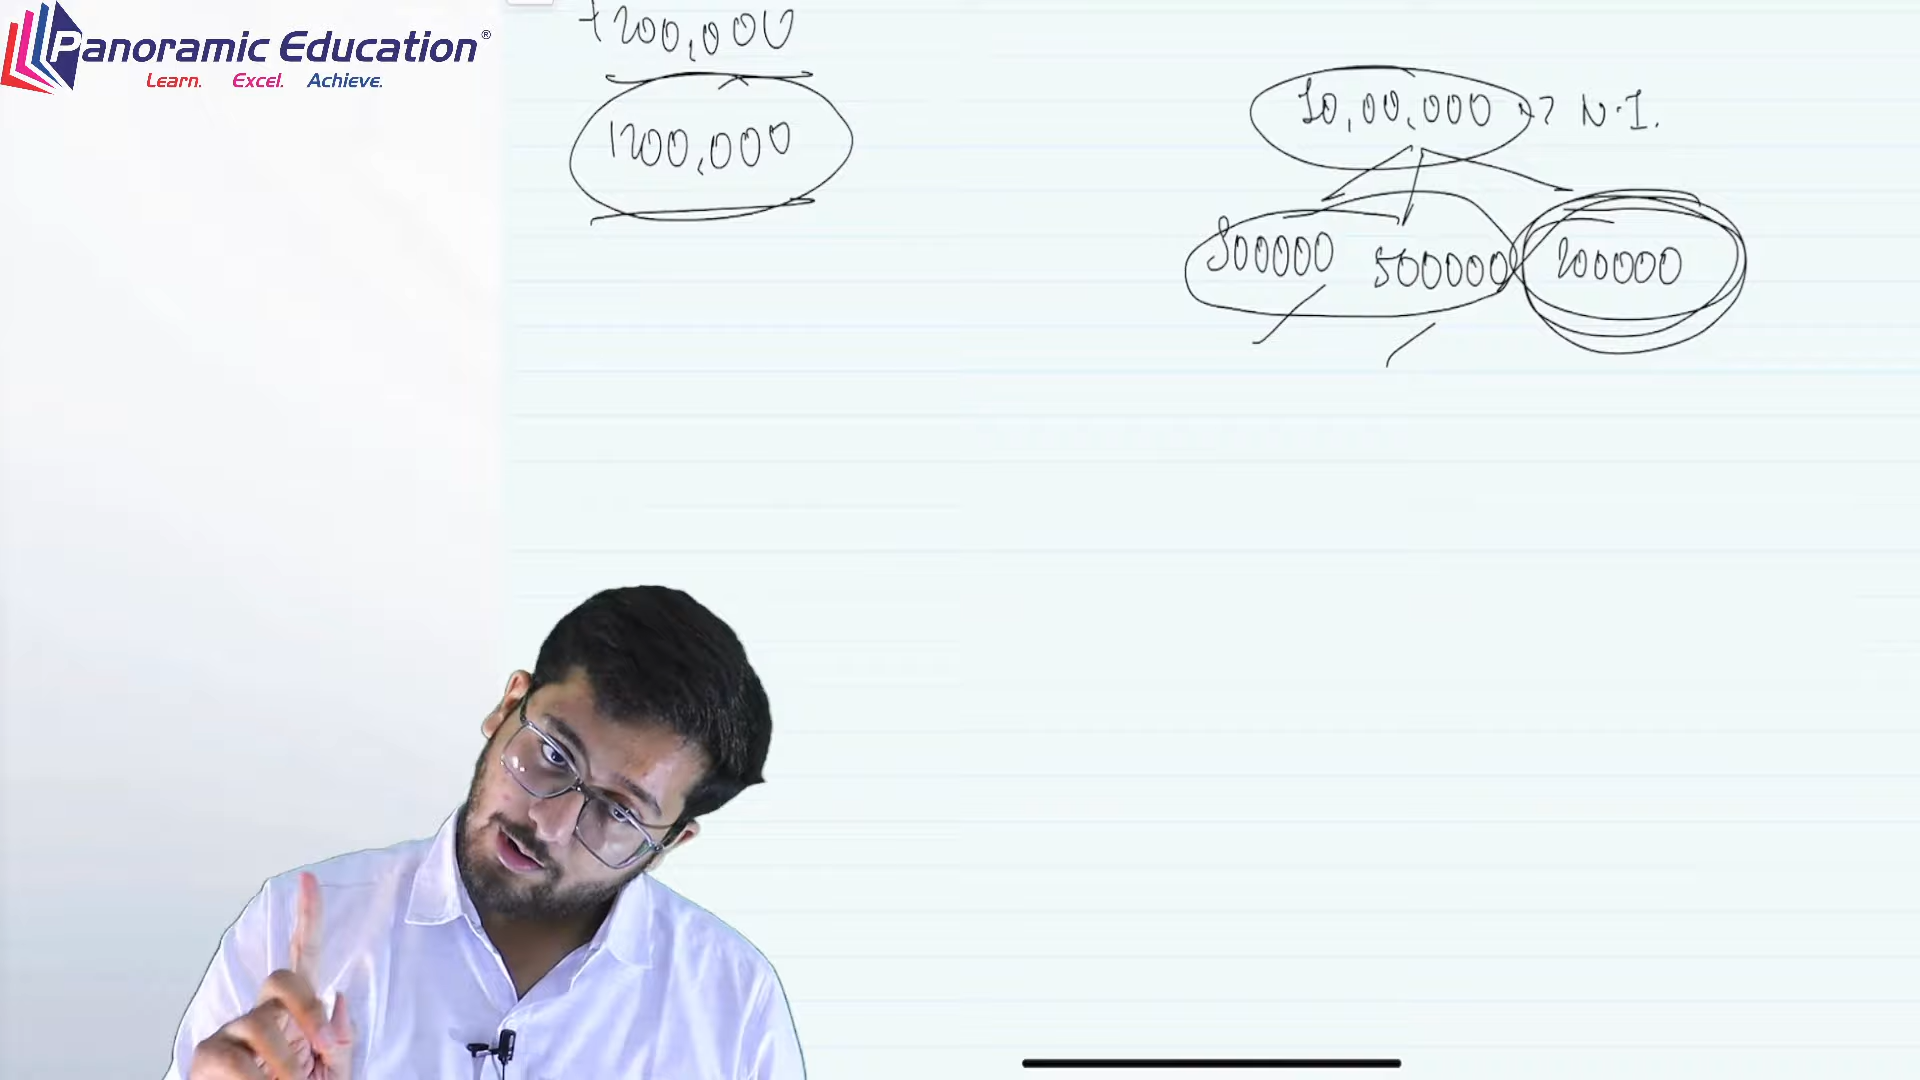 Panoramic Education®
Learn. Excel. Achieve.
+200,000
1200,000
10,00,000 => N.I.
300000 500000 200000